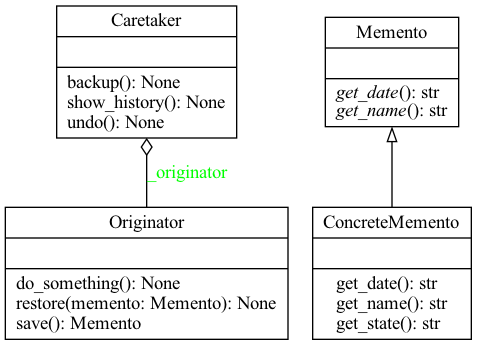 Caretaker
backup(): None
show_history(): None
undo(): None
Memento
get_date(): str
get_name(): str
_originator
Originator
do_something(): None
restore(memento: Memento): None
save(): Memento
ConcreteMemento
get_date(): str
get_name(): str
get_state(): str